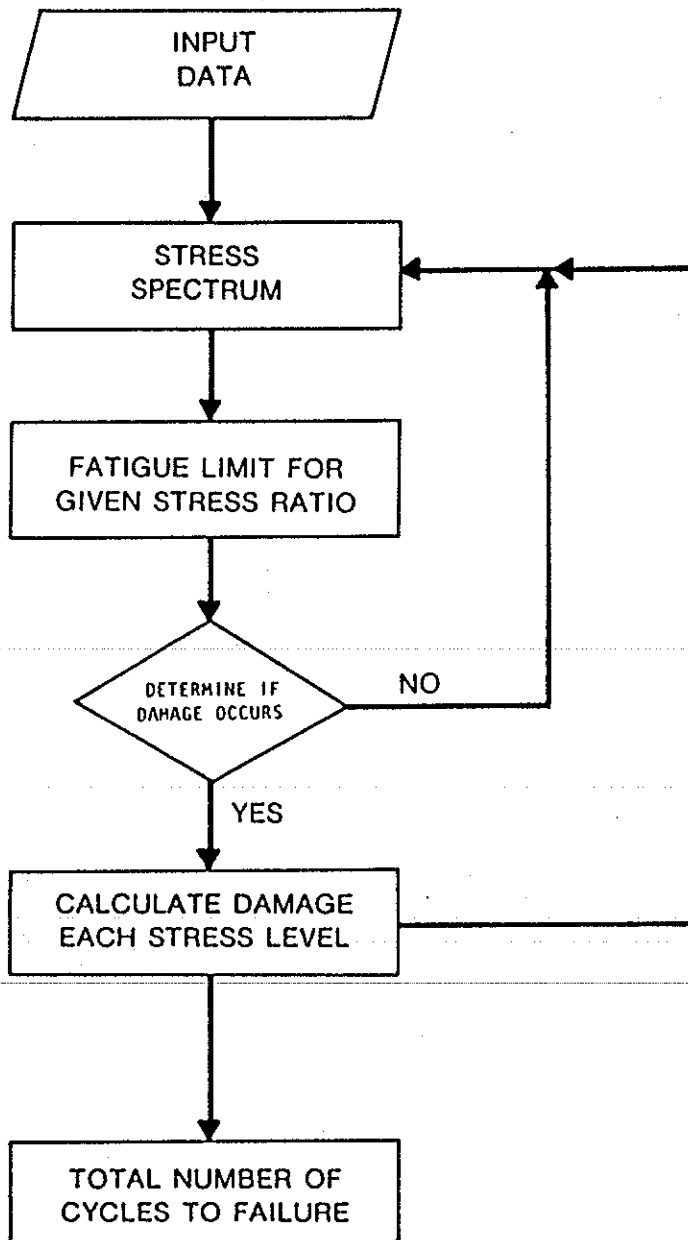 INPUT
DATA
STRESS
SPECTRUM
FATIGUE LIMIT FOR
GIVEN STRESS RATIO
DETERMINE IF
DAMAGE OCCURS
NO
YES
CALCULATE DAMAGE
EACH STRESS LEVEL
TOTAL NUMBER OF
CYCLES TO FAILURE